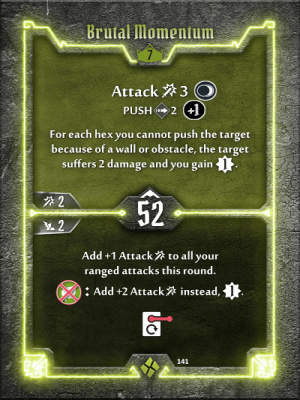 Brutal Momentum
7
Attack 3
PUSH 2 +1
For each hex you cannot push the target
because of a wall or obstacle, the target
suffers 2 damage and you gain 1.
2
52
2
Add +1 Attack to all your
ranged attacks this round.
: Add +2 Attack instead, 1.
141